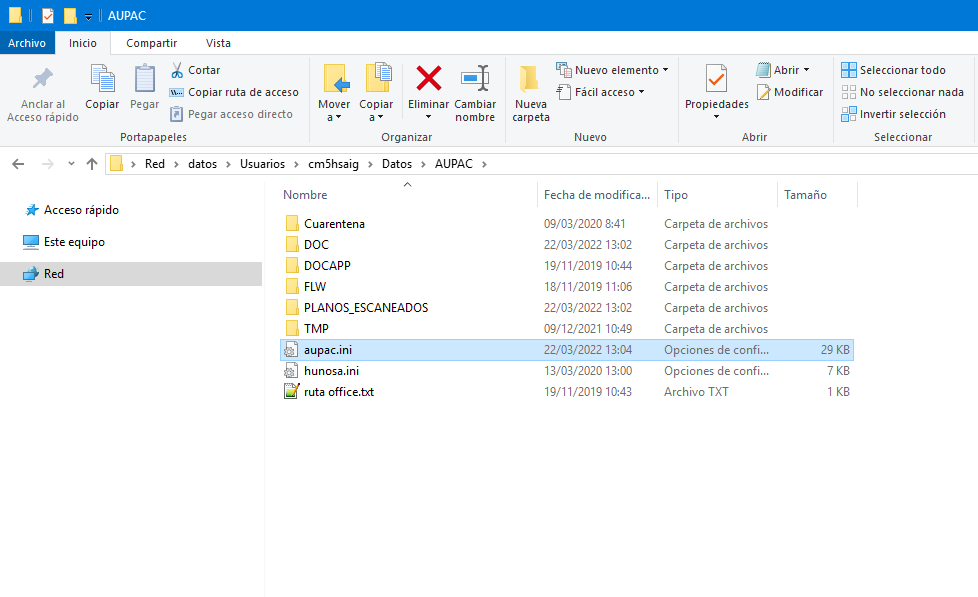 AUPAC
Archivo Inicio Compartir Vista
Anclar al Acceso rápido
Copiar
Pegar
Cortar
Copiar ruta de acceso
Pegar acceso directo
Portapapeles
Mover a
Copiar a
Eliminar
Cambiar nombre
Organizar
Nueva carpeta
Nuevo elemento
Fácil acceso
Nuevo
Propiedades
Abrir
Modificar
Abrir
Seleccionar todo
No seleccionar nada
Invertir selección
Seleccionar
Red > datos > Usuarios > cm5hsaig > Datos > AUPAC >
Acceso rápido
Este equipo
Red
Nombre Fecha de modifica... Tipo Tamaño
Cuarentena 09/03/2020 8:41 Carpeta de archivos
DOC 22/03/2022 13:02 Carpeta de archivos
DOCAPP 19/11/2019 10:44 Carpeta de archivos
FLW 18/11/2019 11:06 Carpeta de archivos
PLANOS_ESCANEADOS 22/03/2022 13:02 Carpeta de archivos
TMP 09/12/2021 10:49 Carpeta de archivos
aupac.ini 22/03/2022 13:04 Opciones de confi... 29 KB
hunosa.ini 13/03/2020 13:00 Opciones de confi... 7 KB
ruta office.txt 19/11/2019 10:43 Archivo TXT 1 KB